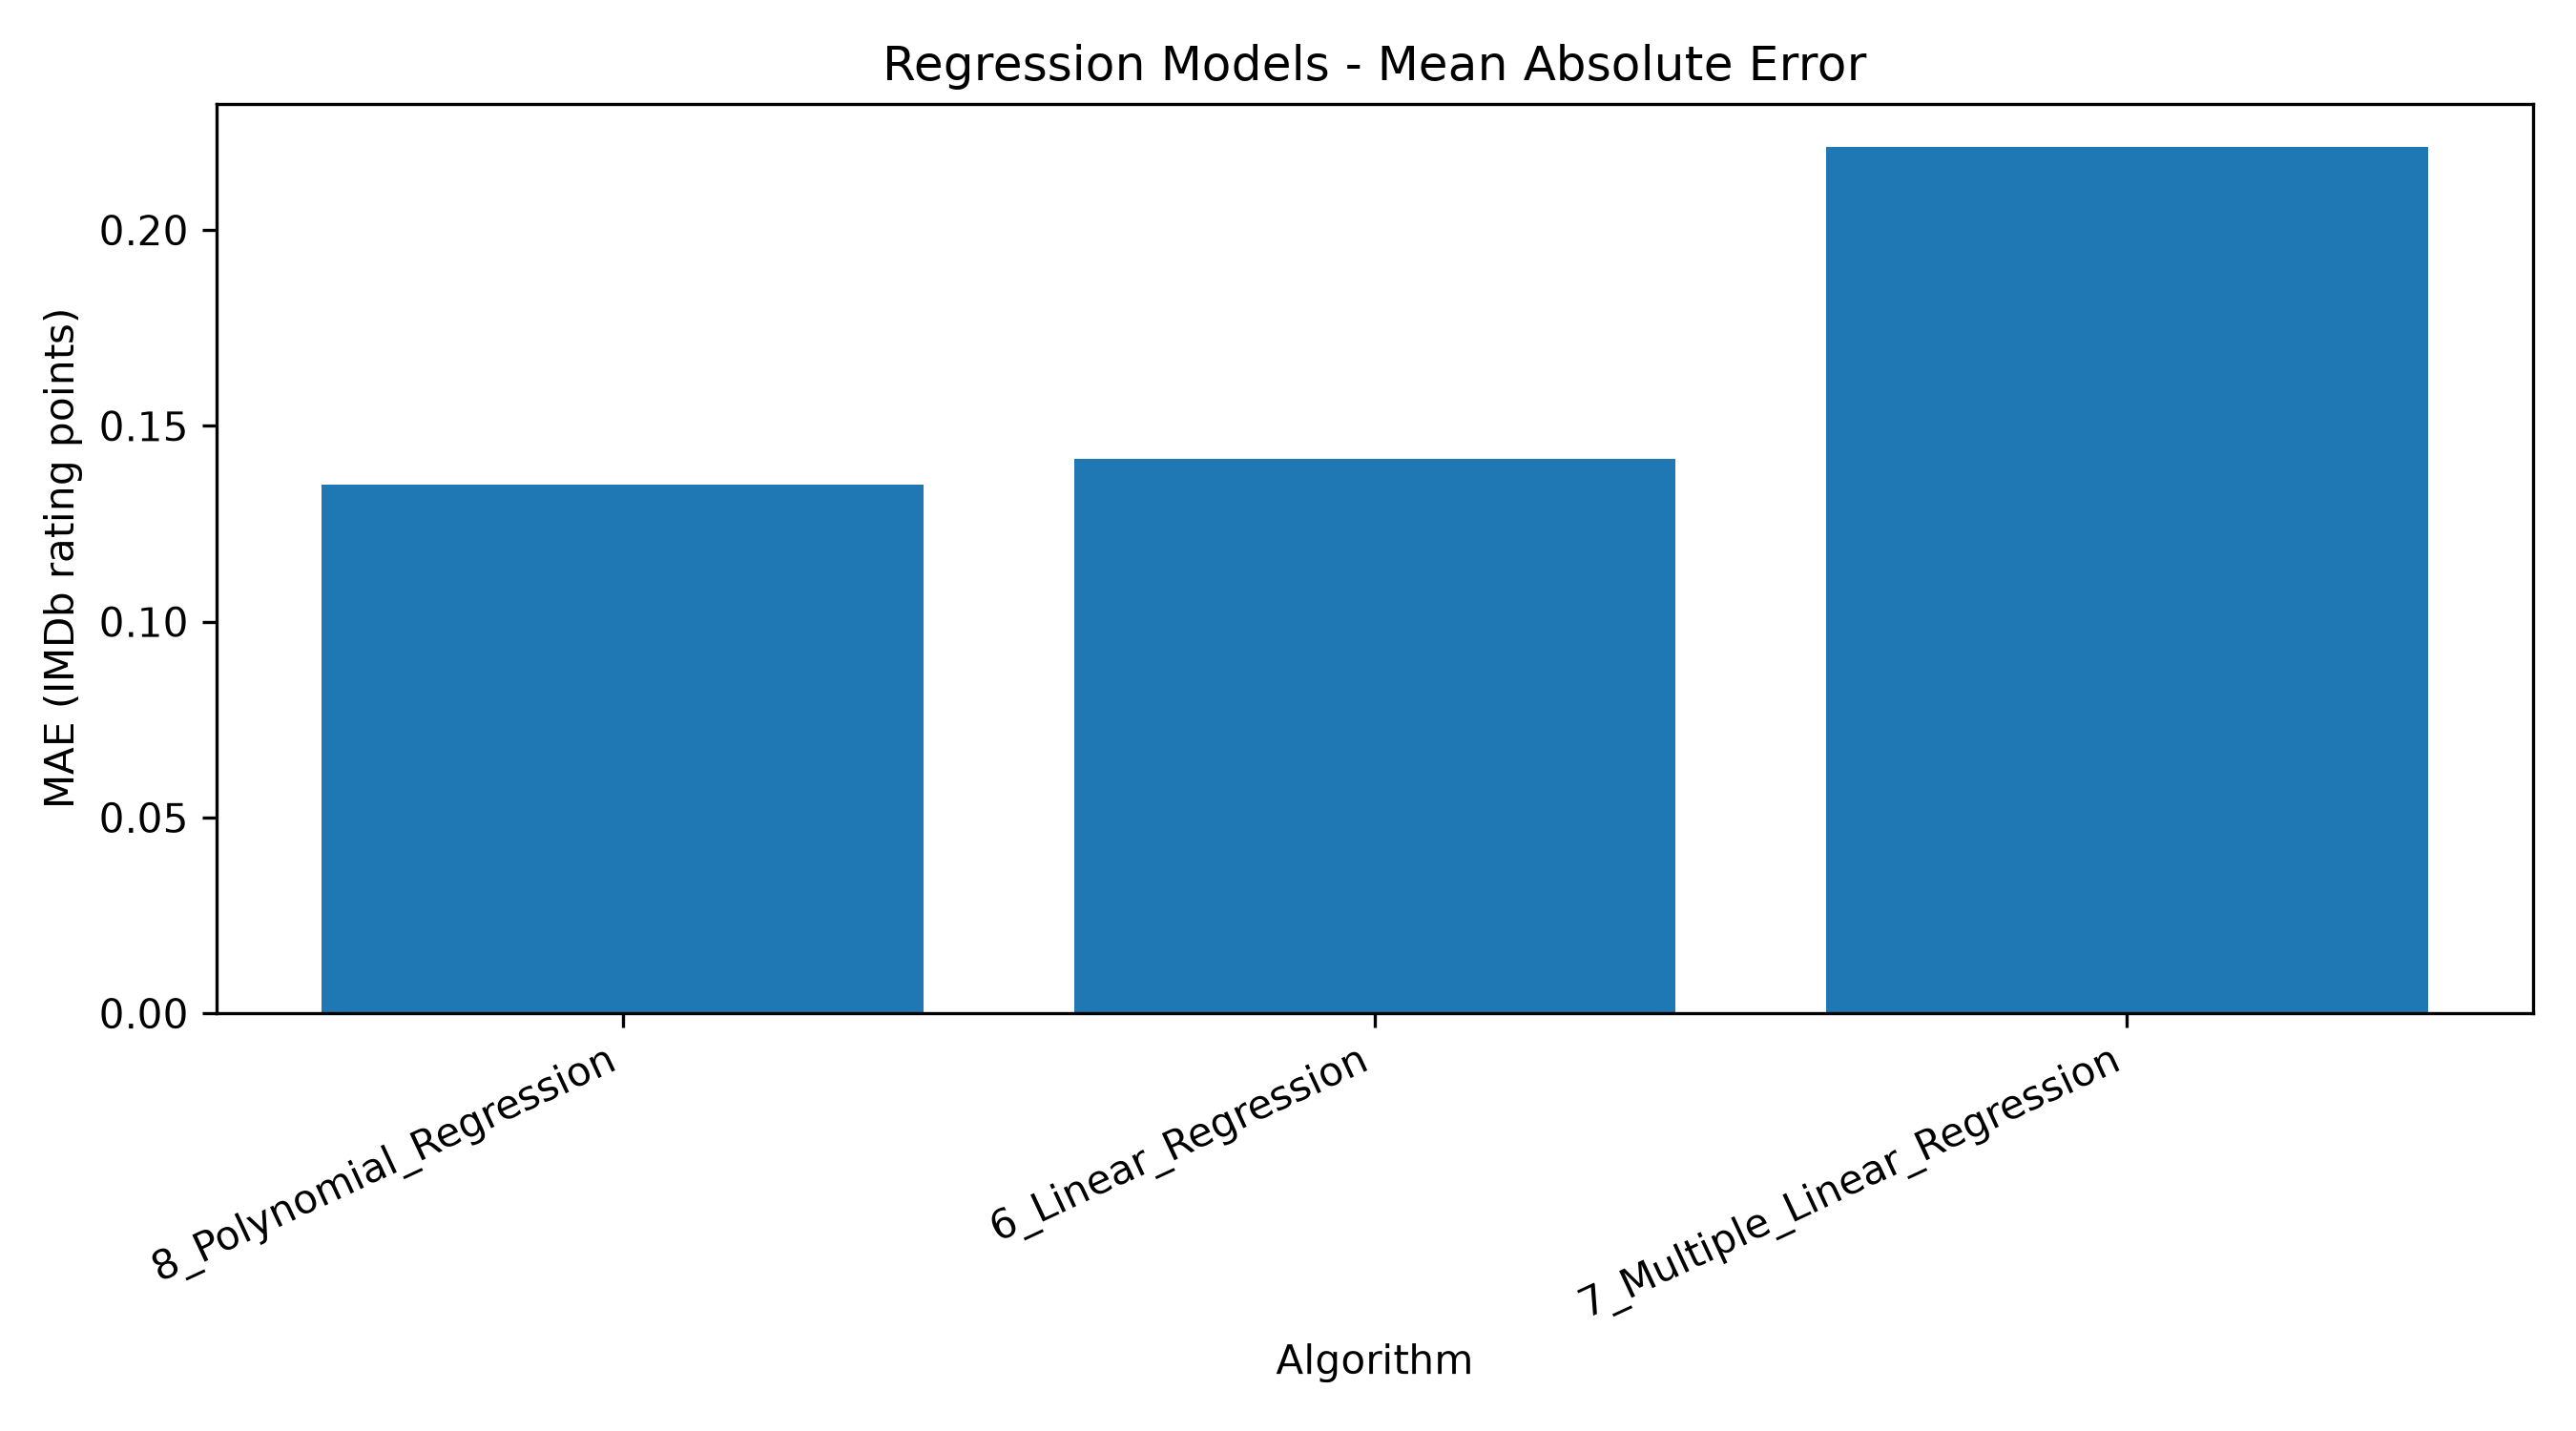 Regression Models - Mean Absolute Error
MAE (IMDb rating points)
0.20
0.15
0.10
0.05
0.00
8_Polynomial_Regression
6_Linear_Regression
7_Multiple_Linear_Regression
Algorithm